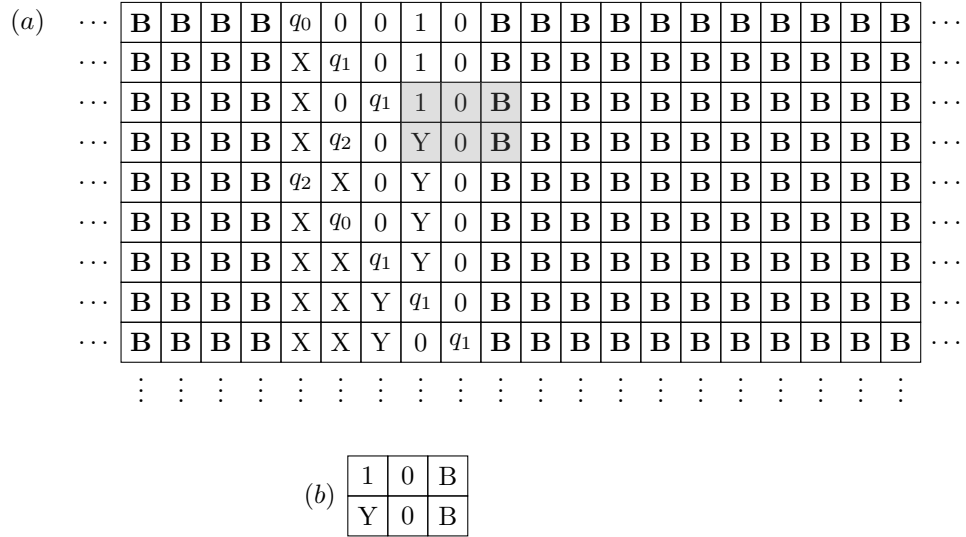 (a) ⋯ B B B B q₀ 0 0 1 0 B B B B B B B B B B B ⋯
⋯ B B B B X q₁ 0 1 0 B B B B B B B B B B B ⋯
⋯ B B B B X 0 q₁ 1 0 B B B B B B B B B B B ⋯
⋯ B B B B X q₂ 0 Y 0 B B B B B B B B B B B ⋯
⋯ B B B B q₂ X 0 Y 0 B B B B B B B B B B B ⋯
⋯ B B B B X q₀ 0 Y 0 B B B B B B B B B B B ⋯
⋯ B B B B X X q₁ Y 0 B B B B B B B B B B B ⋯
⋯ B B B B X X Y q₁ 0 B B B B B B B B B B B ⋯
⋯ B B B B X X Y 0 q₁ B B B B B B B B B B B ⋯
⋮ ⋮ ⋮ ⋮ ⋮ ⋮ ⋮ ⋮ ⋮ ⋮ ⋮ ⋮ ⋮ ⋮ ⋮ ⋮ ⋮ ⋮ ⋮ ⋮
(b) 1 0 B
Y 0 B